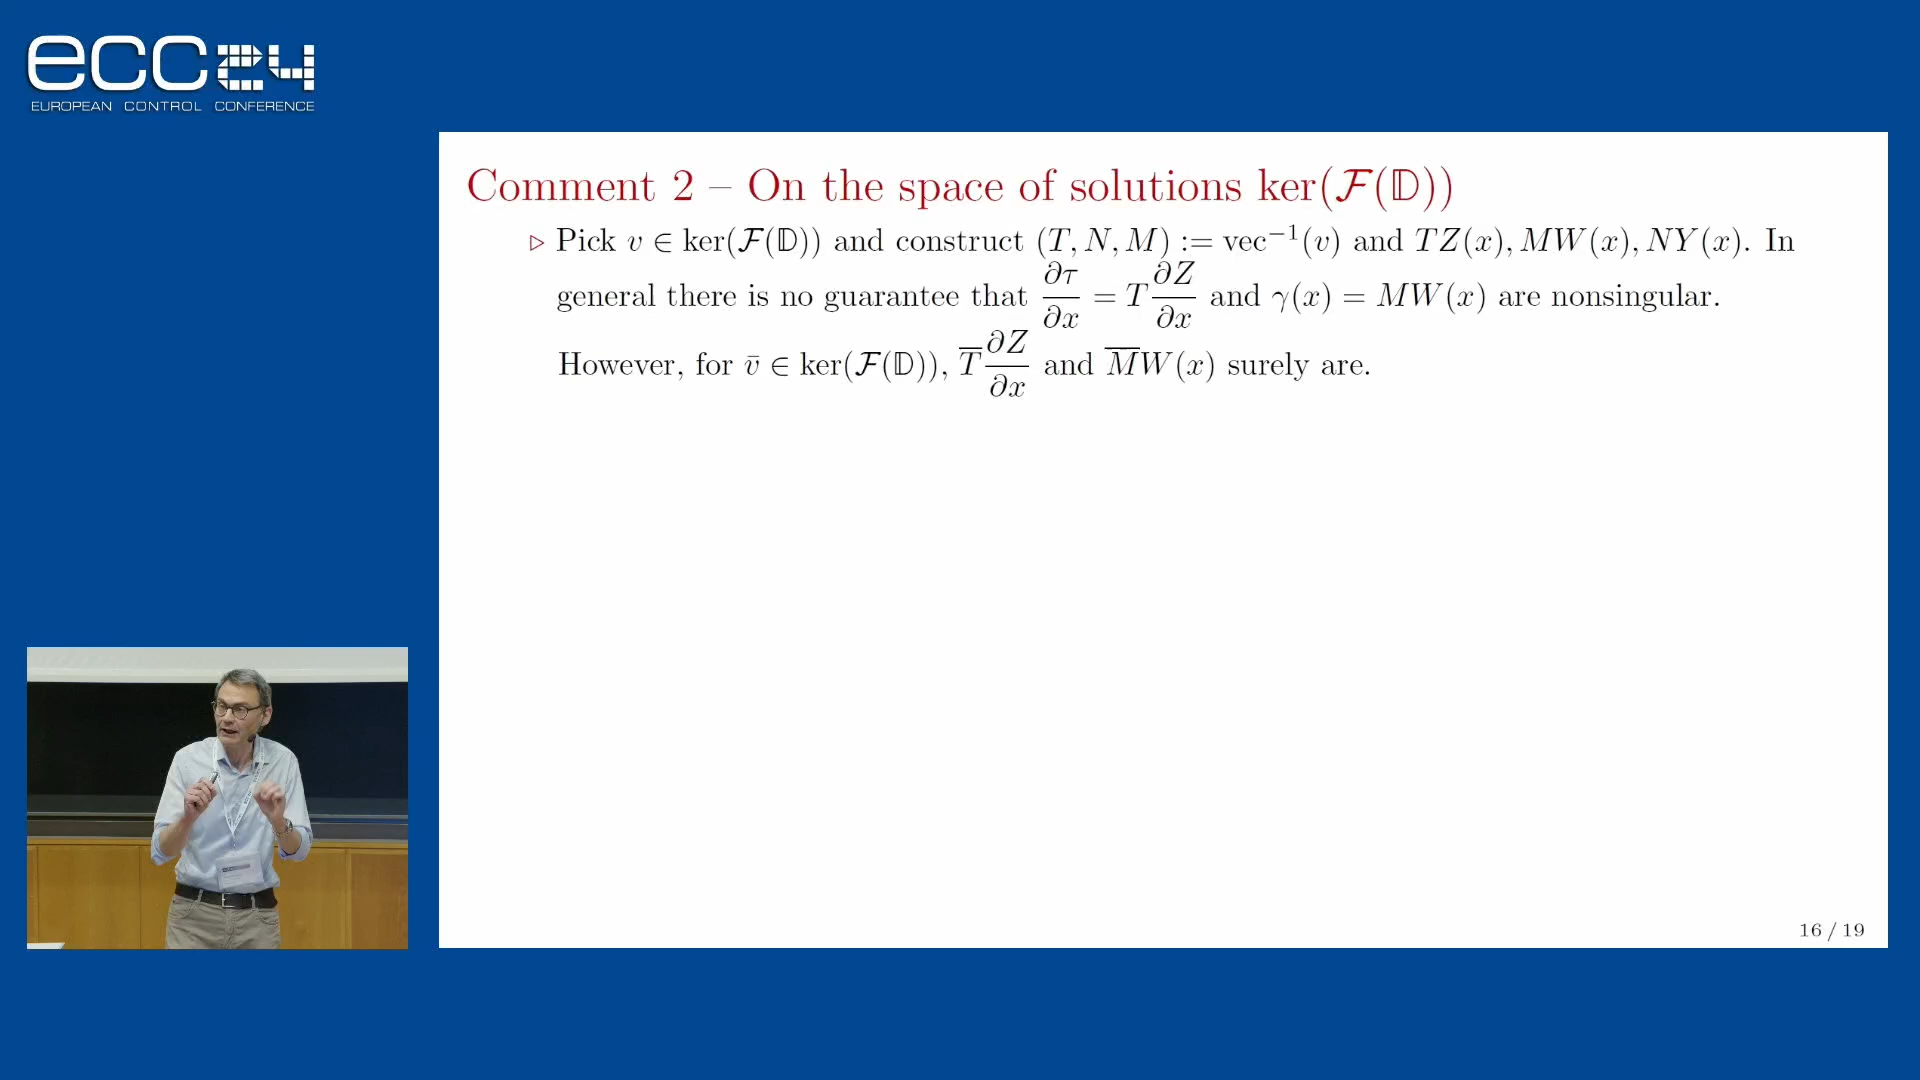 ecc24
EUROPEAN CONTROL CONFERENCE
Comment 2 – On the space of solutions ker(𝓕(𝔻))
▹ Pick v ∈ ker(𝓕(𝔻)) and construct (T, N, M) := vec⁻¹(v) and TZ(x), MW(x), NY(x). In
general there is no guarantee that ∂τ/∂x = T ∂Z/∂x and γ(x) = MW(x) are nonsingular.
However, for v̄ ∈ ker(𝓕(𝔻)), T̅ ∂Z/∂x and M̅W(x) surely are.
16 / 19